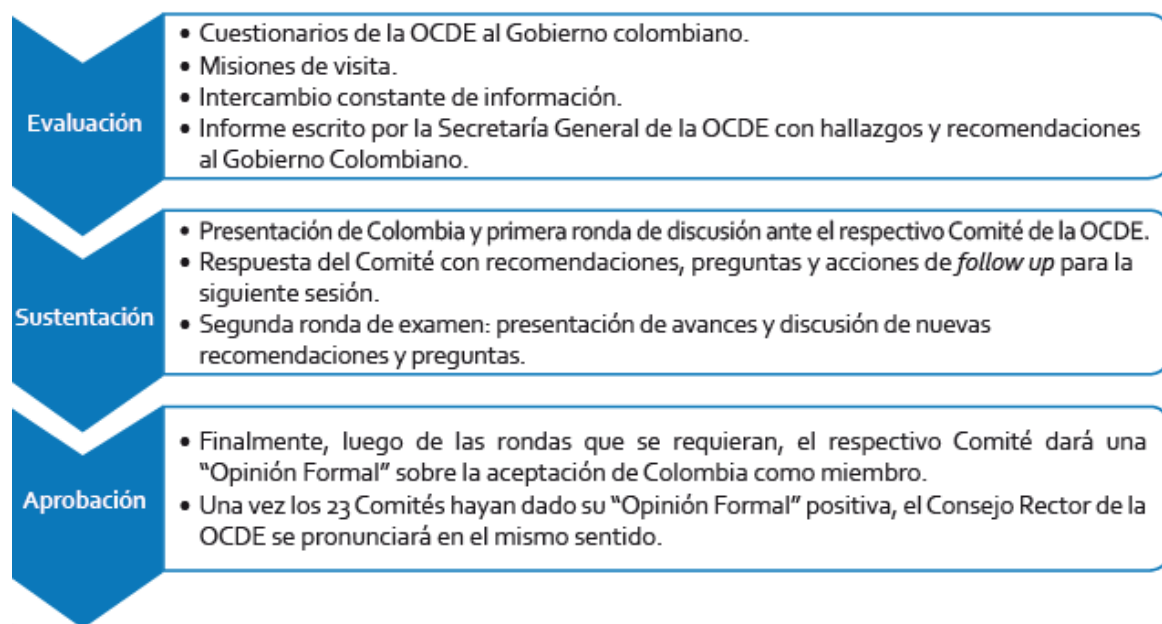 Evaluación
• Cuestionarios de la OCDE al Gobierno colombiano.
• Misiones de visita.
• Intercambio constante de información.
• Informe escrito por la Secretaría General de la OCDE con hallazgos y recomendaciones
al Gobierno Colombiano.
Sustentación
• Presentación de Colombia y primera ronda de discusión ante el respectivo Comité de la OCDE.
• Respuesta del Comité con recomendaciones, preguntas y acciones de follow up para la
siguiente sesión.
• Segunda ronda de examen: presentación de avances y discusión de nuevas
recomendaciones y preguntas.
Aprobación
• Finalmente, luego de las rondas que se requieran, el respectivo Comité dará una
“Opinión Formal” sobre la aceptación de Colombia como miembro.
• Una vez los 23 Comités hayan dado su “Opinión Formal” positiva, el Consejo Rector de la
OCDE se pronunciará en el mismo sentido.